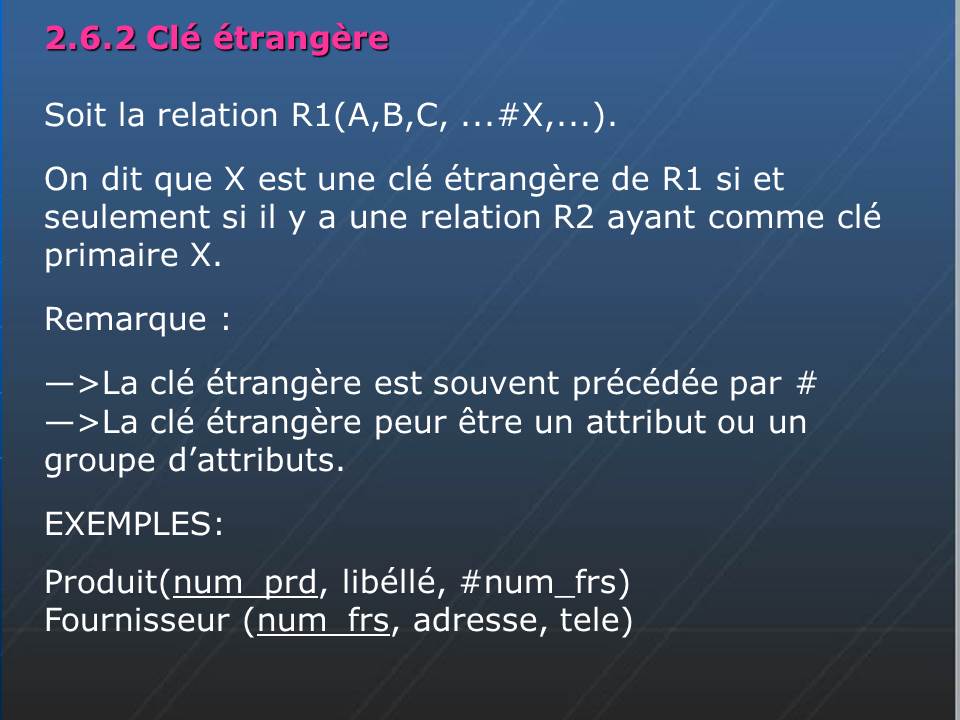 2.6.2 Clé étrangère
Soit la relation R1(A,B,C, ...#X,...).
On dit que X est une clé étrangère de R1 si et
seulement si il y a une relation R2 ayant comme clé
primaire X.
Remarque :
—>La clé étrangère est souvent précédée par #
—>La clé étrangère peur être un attribut ou un
groupe d’attributs.
EXEMPLES:
Produit(num_prd, libéllé, #num_frs)
Fournisseur (num_frs, adresse, tele)